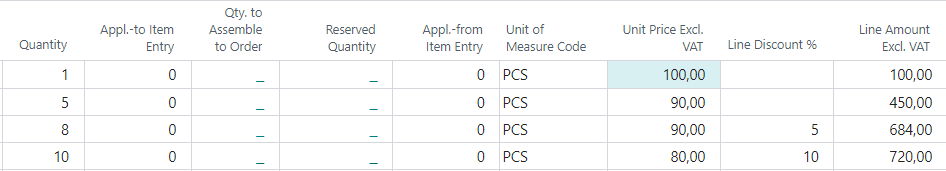 Quantity Appl.-to Item Entry Qty. to Assemble to Order Reserved Quantity Appl.-from Item Entry Unit of Measure Code Unit Price Excl. VAT Line Discount % Line Amount Excl. VAT
1 0 _ _ 0 PCS 100,00 100,00
5 0 _ _ 0 PCS 90,00 450,00
8 0 _ _ 0 PCS 90,00 5 684,00
10 0 _ _ 0 PCS 80,00 10 720,00